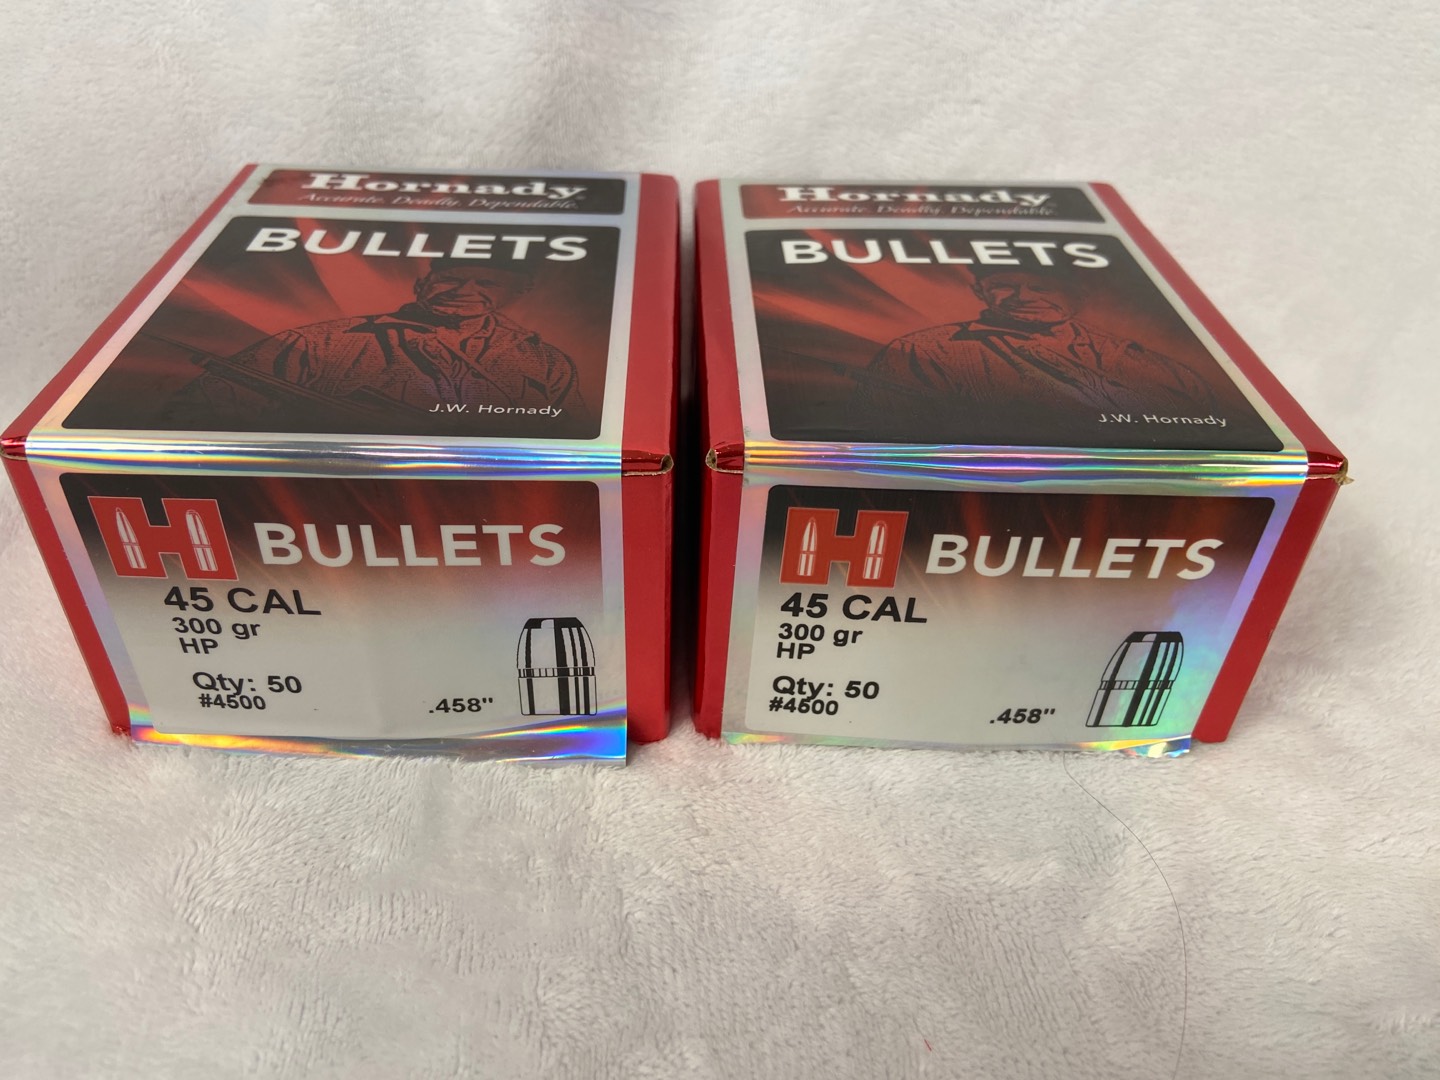 Hornady
Accurate. Deadly. Dependable.
BULLETS
J.W. Hornady
H BULLETS
45 CAL
300 gr
HP
Qty: 50
#4500
.458"
Hornady
Accurate. Deadly. Dependable.
BULLETS
J.W. Hornady
H BULLETS
45 CAL
300 gr
HP
Qty: 50
#4500
.458"